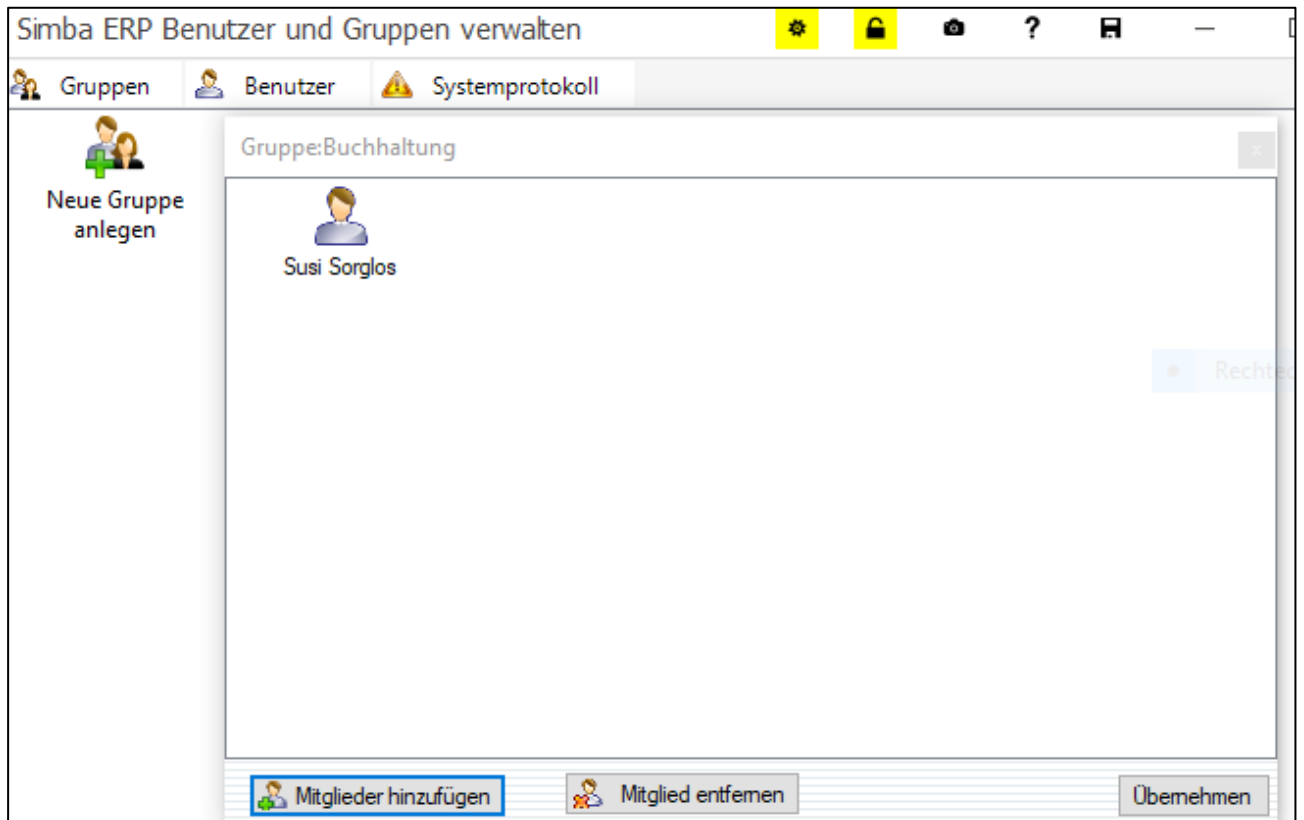 Simba ERP Benutzer und Gruppen verwalten ?
Gruppen Benutzer Systemprotokoll
Neue Gruppe
anlegen
Gruppe:Buchhaltung x
Susi Sorglos
Mitglieder hinzufügen Mitglied entfernen Übernehmen